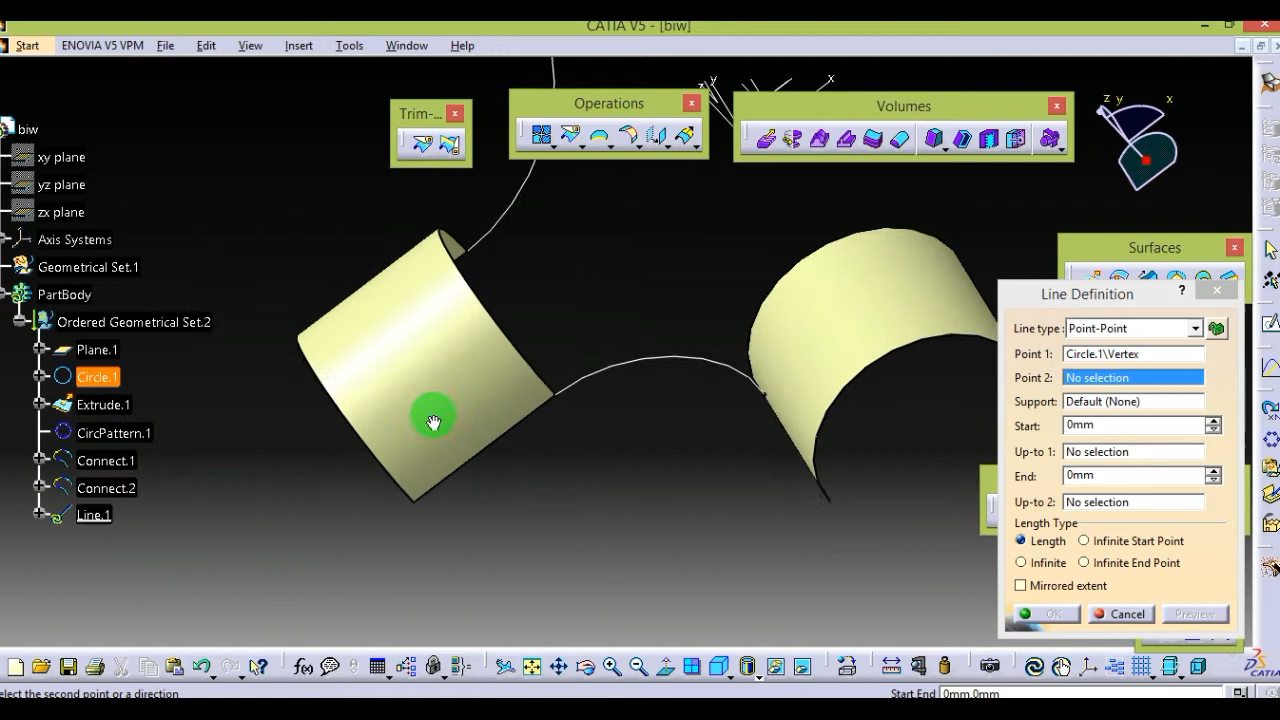 CATIA V5 - [biw]
Start
ENOVIA V5 VPM
File
Edit
View
Insert
Tools
Window
Help
Trim-...
Operations
Volumes
y
x
z
y
x
biw
xy plane
yz plane
zx plane
Axis Systems
Geometrical Set.1
PartBody
Ordered Geometrical Set.2
Plane.1
Circle.1
Extrude.1
CircPattern.1
Connect.1
Connect.2
Line.1
Surfaces
Line Definition
?
Line type: Point-Point
Point 1: Circle.1\Vertex
Point 2: No selection
Support: Default (None)
Start: 0mm
Up-to 1: No selection
End: 0mm
Up-to 2: No selection
Length Type
Length
Infinite Start Point
Infinite
Infinite End Point
Mirrored extent
OK
Cancel
Preview
f(x)
elect the second point or a direction
Start End 0mm,0mm
CATIA